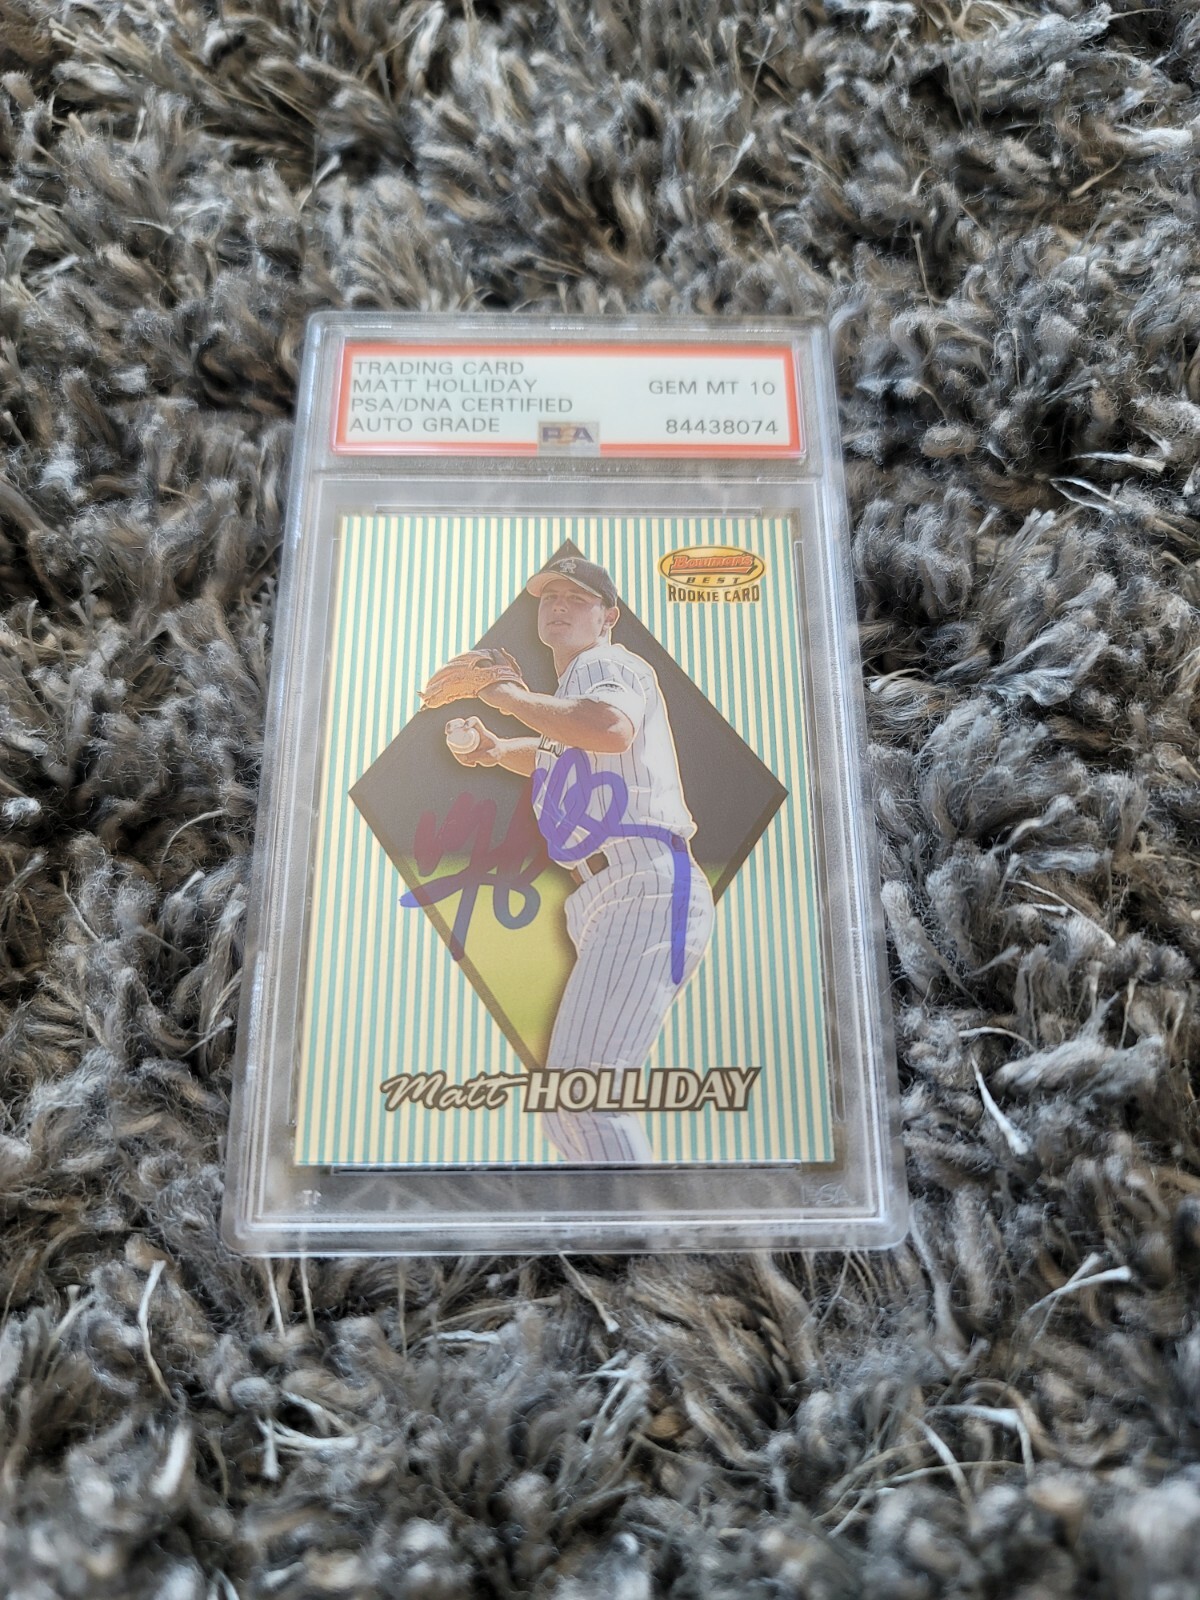 TRADING CARD
MATT HOLLIDAY
PSA/DNA CERTIFIED
AUTO GRADE
GEM MT 10
84438074
PSA
Bowman's
BEST
ROOKIE CARD
Matt HOLLIDAY